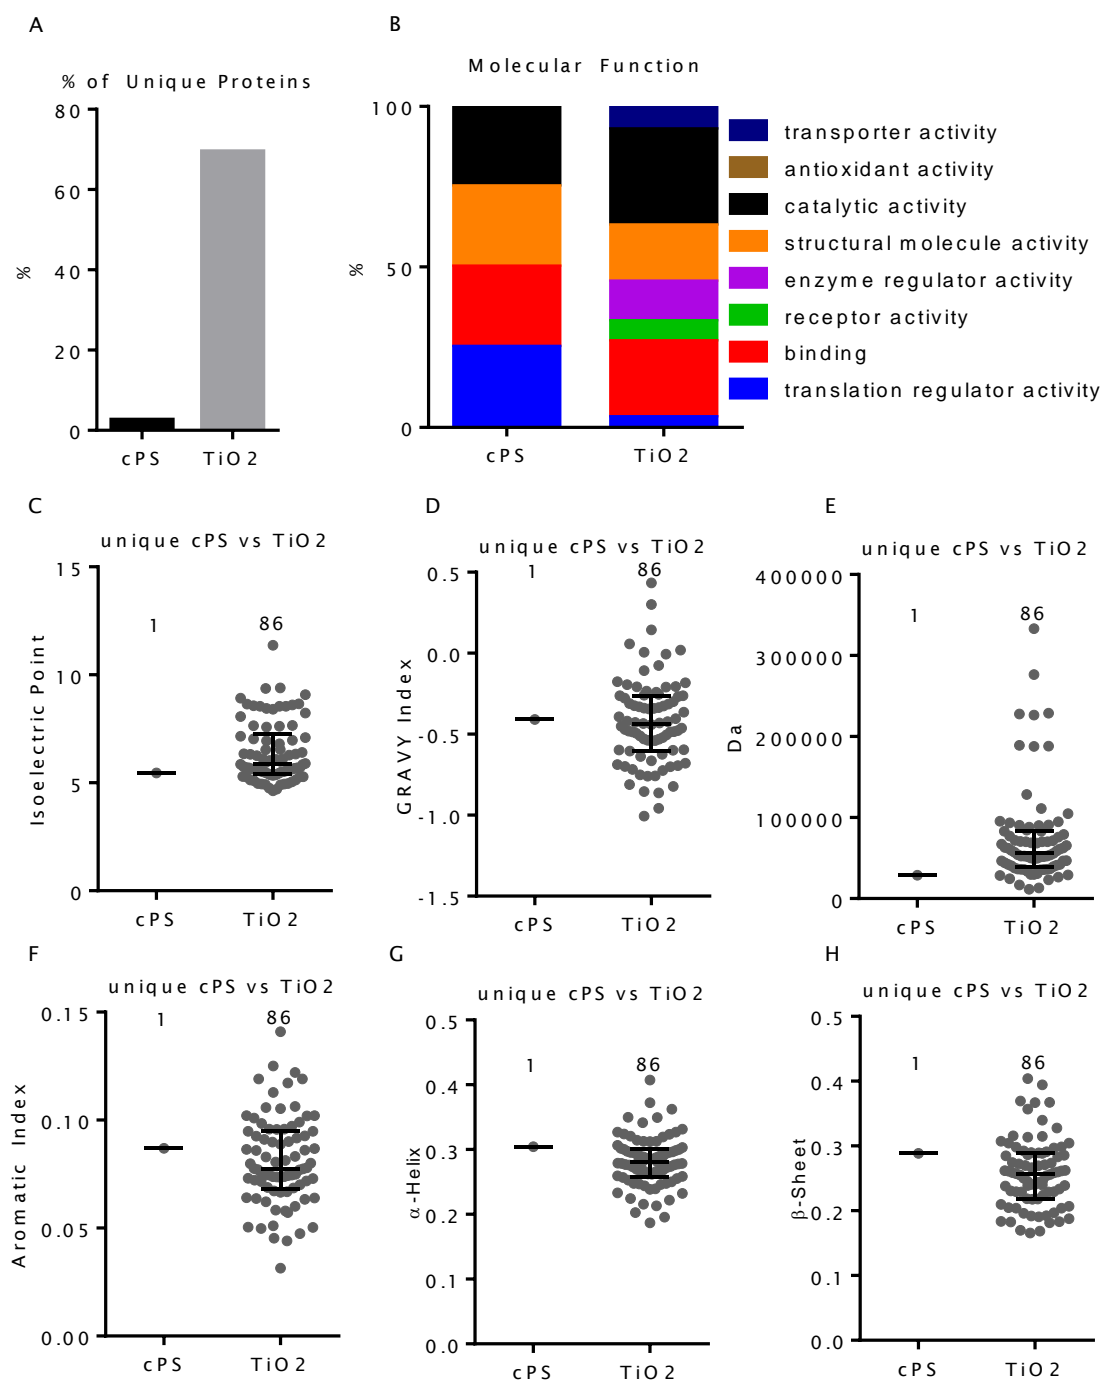 A
% of Unique Proteins
80
60
40
20
0
%
cPS
TiO2
B
Molecular Function
100
50
0
%
cPS
TiO2
transporter activity
antioxidant activity
catalytic activity
structural molecule activity
enzyme regulator activity
receptor activity
binding
translation regulator activity
C
unique cPS vs TiO2
15
10
5
0
Isoelectric Point
1
86
cPS
TiO2
D
unique cPS vs TiO2
0.5
0.0
-0.5
-1.0
-1.5
GRAVY Index
1
86
cPS
TiO2
E
unique cPS vs TiO2
400000
300000
200000
100000
0
Da
1
86
cPS
TiO2
F
unique cPS vs TiO2
0.15
0.10
0.05
0.00
Aromatic Index
1
86
cPS
TiO2
G
unique cPS vs TiO2
0.5
0.4
0.3
0.2
0.1
0.0
α-Helix
1
86
cPS
TiO2
H
unique cPS vs TiO2
0.5
0.4
0.3
0.2
0.1
0.0
β-Sheet
1
86
cPS
TiO2